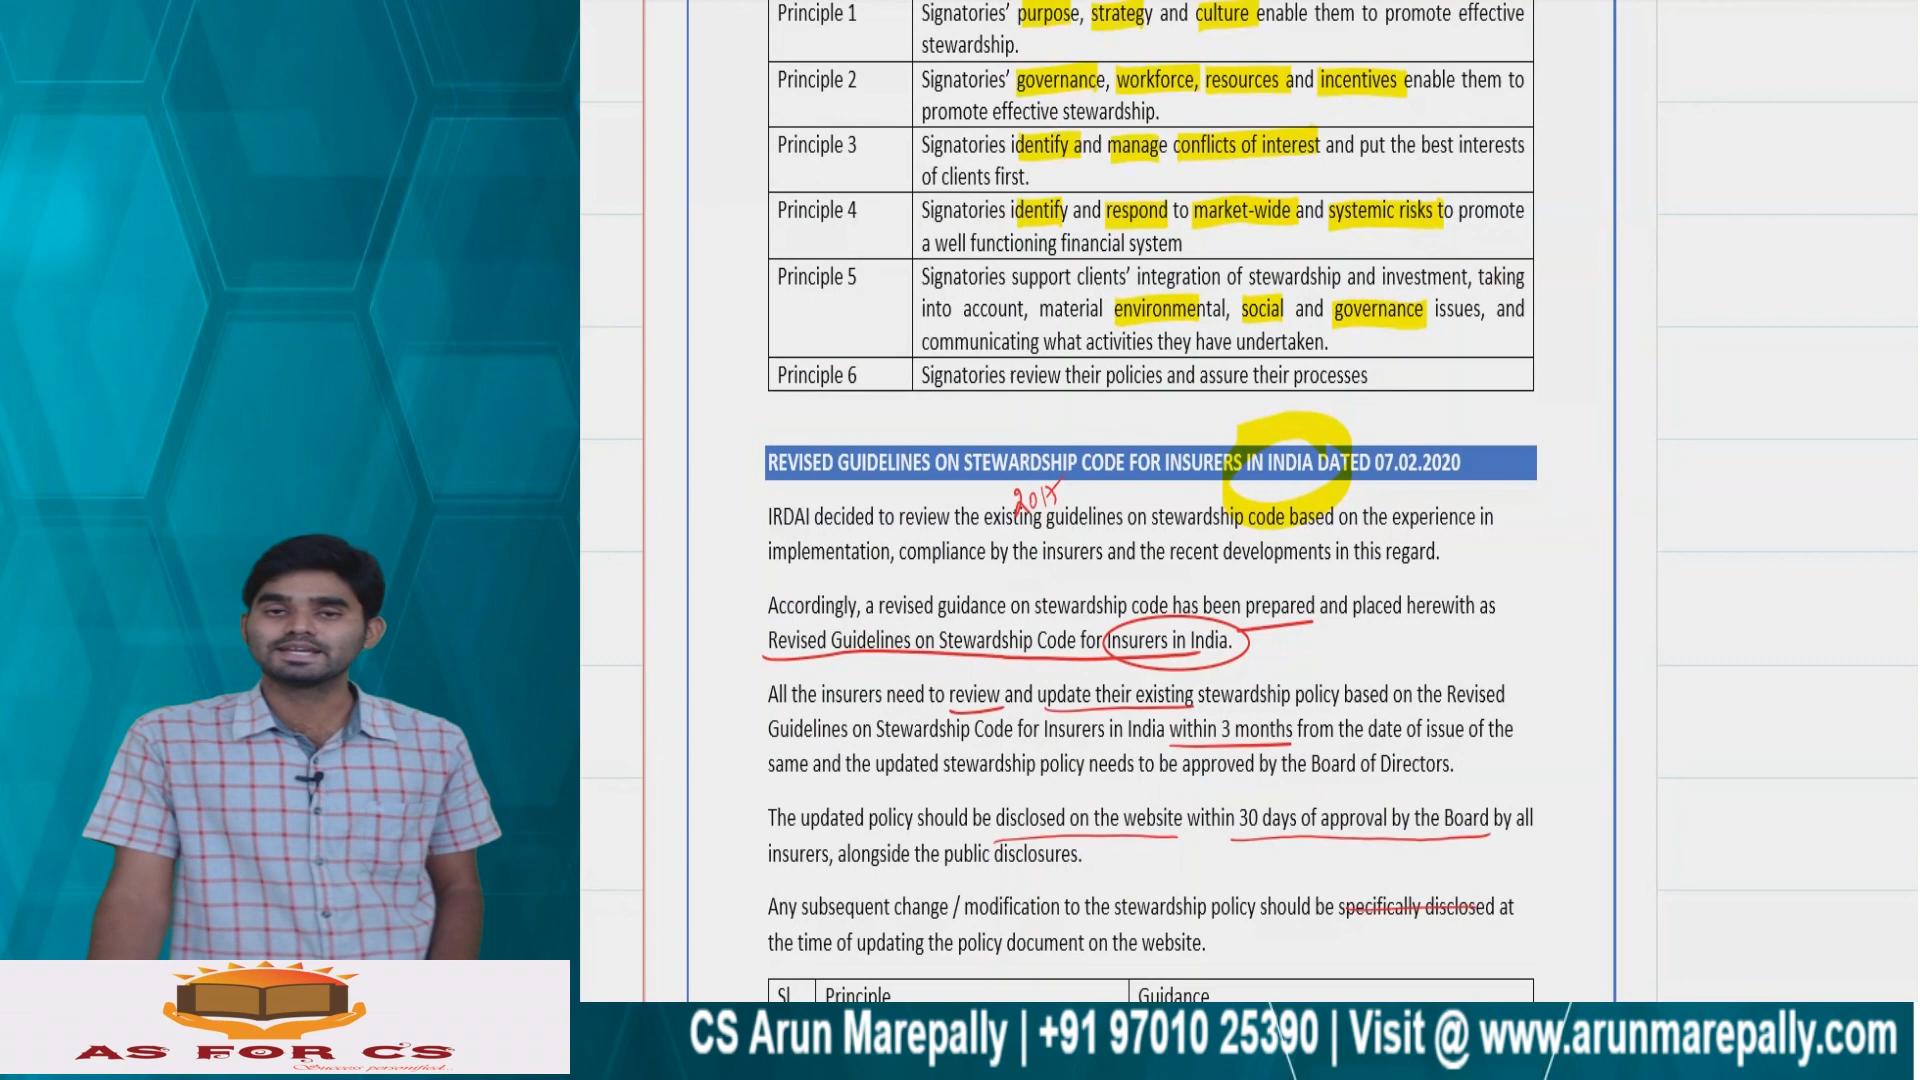 Principle 1
Signatories’ purpose, strategy and culture enable them to promote effective
stewardship.
Principle 2
Signatories’ governance, workforce, resources and incentives enable them to
promote effective stewardship.
Principle 3
Signatories identify and manage conflicts of interest and put the best interests
of clients first.
Principle 4
Signatories identify and respond to market-wide and systemic risks to promote
a well functioning financial system
Principle 5
Signatories support clients’ integration of stewardship and investment, taking
into account, material environmental, social and governance issues, and
communicating what activities they have undertaken.
Principle 6
Signatories review their policies and assure their processes
REVISED GUIDELINES ON STEWARDSHIP CODE FOR INSURERS IN INDIA DATED 07.02.2020
2017
IRDAI decided to review the existing guidelines on stewardship code based on the experience in
implementation, compliance by the insurers and the recent developments in this regard.
Accordingly, a revised guidance on stewardship code has been prepared and placed herewith as
Revised Guidelines on Stewardship Code for Insurers in India.
All the insurers need to review and update their existing stewardship policy based on the Revised
Guidelines on Stewardship Code for Insurers in India within 3 months from the date of issue of the
same and the updated stewardship policy needs to be approved by the Board of Directors.
The updated policy should be disclosed on the website within 30 days of approval by the Board by all
insurers, alongside the public disclosures.
Any subsequent change / modification to the stewardship policy should be specifically disclosed at
the time of updating the policy document on the website.
Sl
Principle
Guidance
AS FOR CS
Success personified...
CS Arun Marepally | +91 97010 25390 | Visit @ www.arunmarepally.com